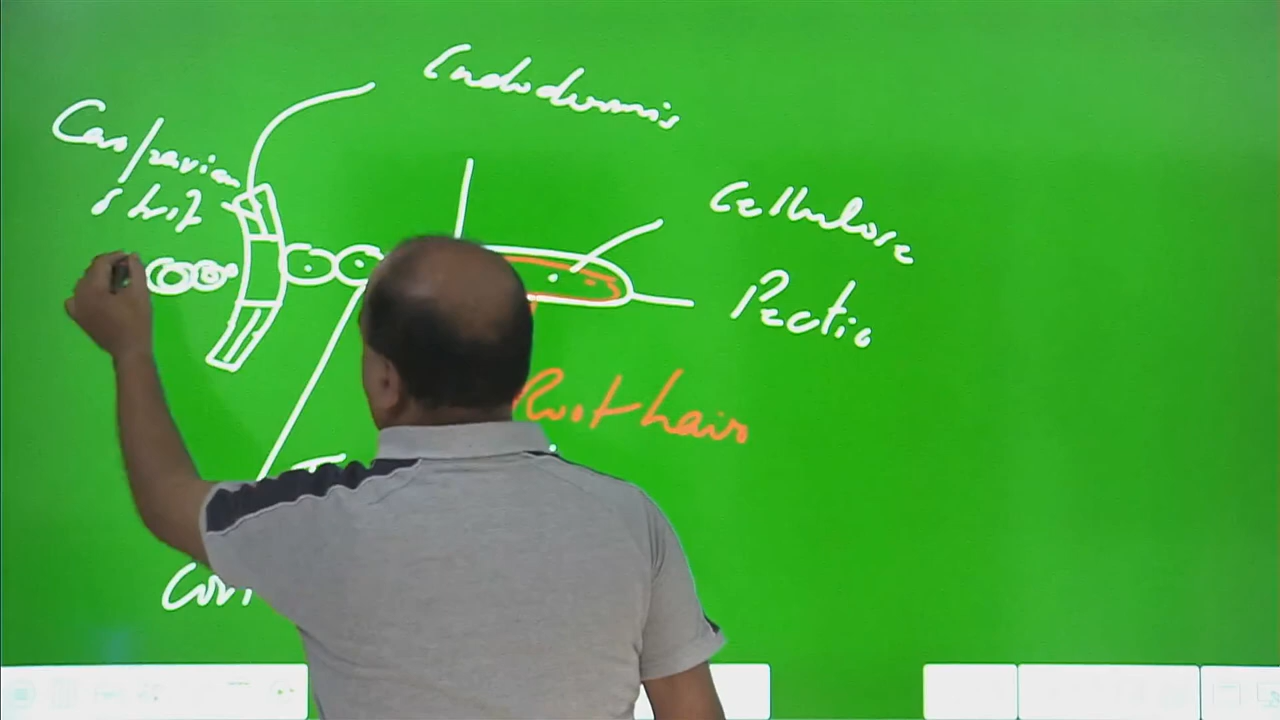 Endodermis
Casparian
strip
Cellulose
Pectic
Root hair